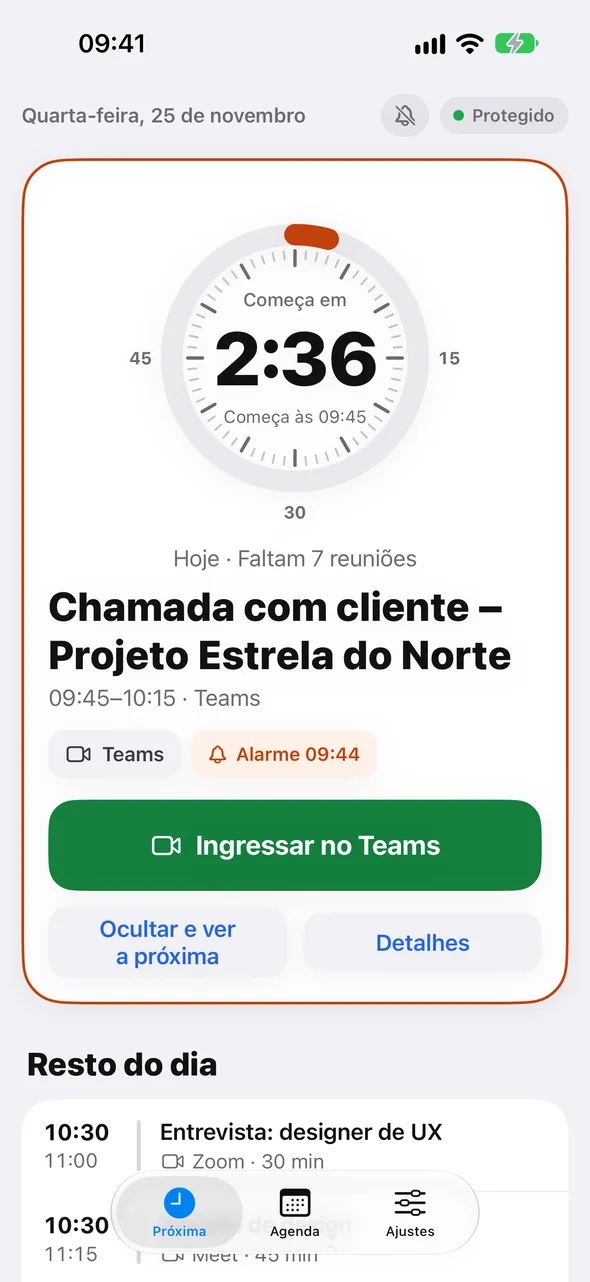 09:41
Quarta-feira, 25 de novembro
Protegido
Começa em
2:36
Começa às 09:45
45
15
30
Hoje · Faltam 7 reuniões
Chamada com cliente –
Projeto Estrela do Norte
09:45–10:15 · Teams
Teams
Alarme 09:44
Ingressar no Teams
Ocultar e ver
a próxima
Detalhes
Resto do dia
10:30
Entrevista: designer de UX
11:00
Zoom · 30 min
10:30
de design
11:15
Meet · 45 min
Próxima
Agenda
Ajustes